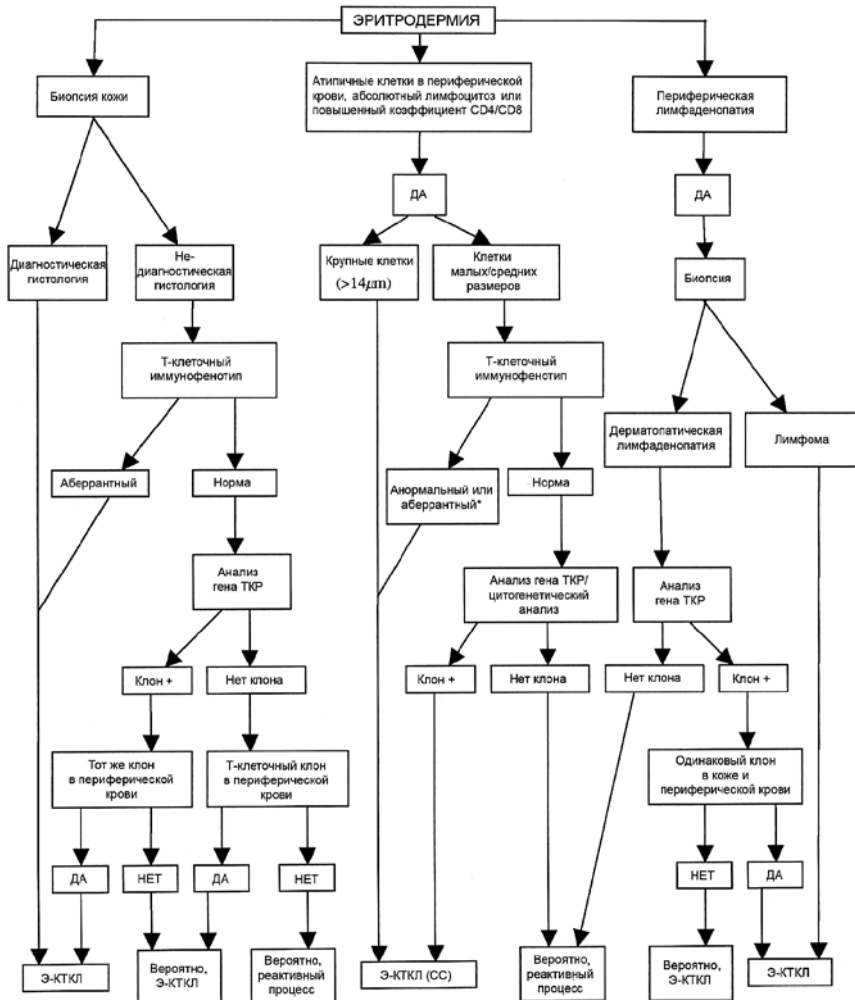 ЭРИТРОДЕРМИЯ
Биопсия кожи
Атипичные клетки в периферической
крови, абсолютный лимфоцитоз или
повышенный коэффициент CD4/CD8
Периферическая
лимфаденопатия
ДА
ДА
Диагностическая
гистология
Не-
диагностическая
гистология
Крупные клетки
(>14μm)
Клетки
малых/средних
размеров
Биопсия
Т-клеточный
иммунофенотип
Т-клеточный
иммунофенотип
Дерматопатическая
лимфаденопатия
Лимфома
Аберрантный
Норма
Анормальный или
аберрантный*
Норма
Анализ
гена ТКР
Анализ гена ТКР/
цитогенетический
анализ
Анализ
гена ТКР
Клон +
Нет клона
Клон +
Нет клона
Нет клона
Клон +
Тот же клон
в периферической
крови
Т-клеточный клон
в периферической
крови
Одинаковый клон
в коже и
периферической крови
ДА
НЕТ
ДА
НЕТ
НЕТ
ДА
Э-КТКЛ
Вероятно,
Э-КТКЛ
Вероятно,
реактивный
процесс
Э-КТКЛ (СС)
Вероятно,
реактивный
процесс
Вероятно,
Э-КТКЛ
Э-КТКЛ